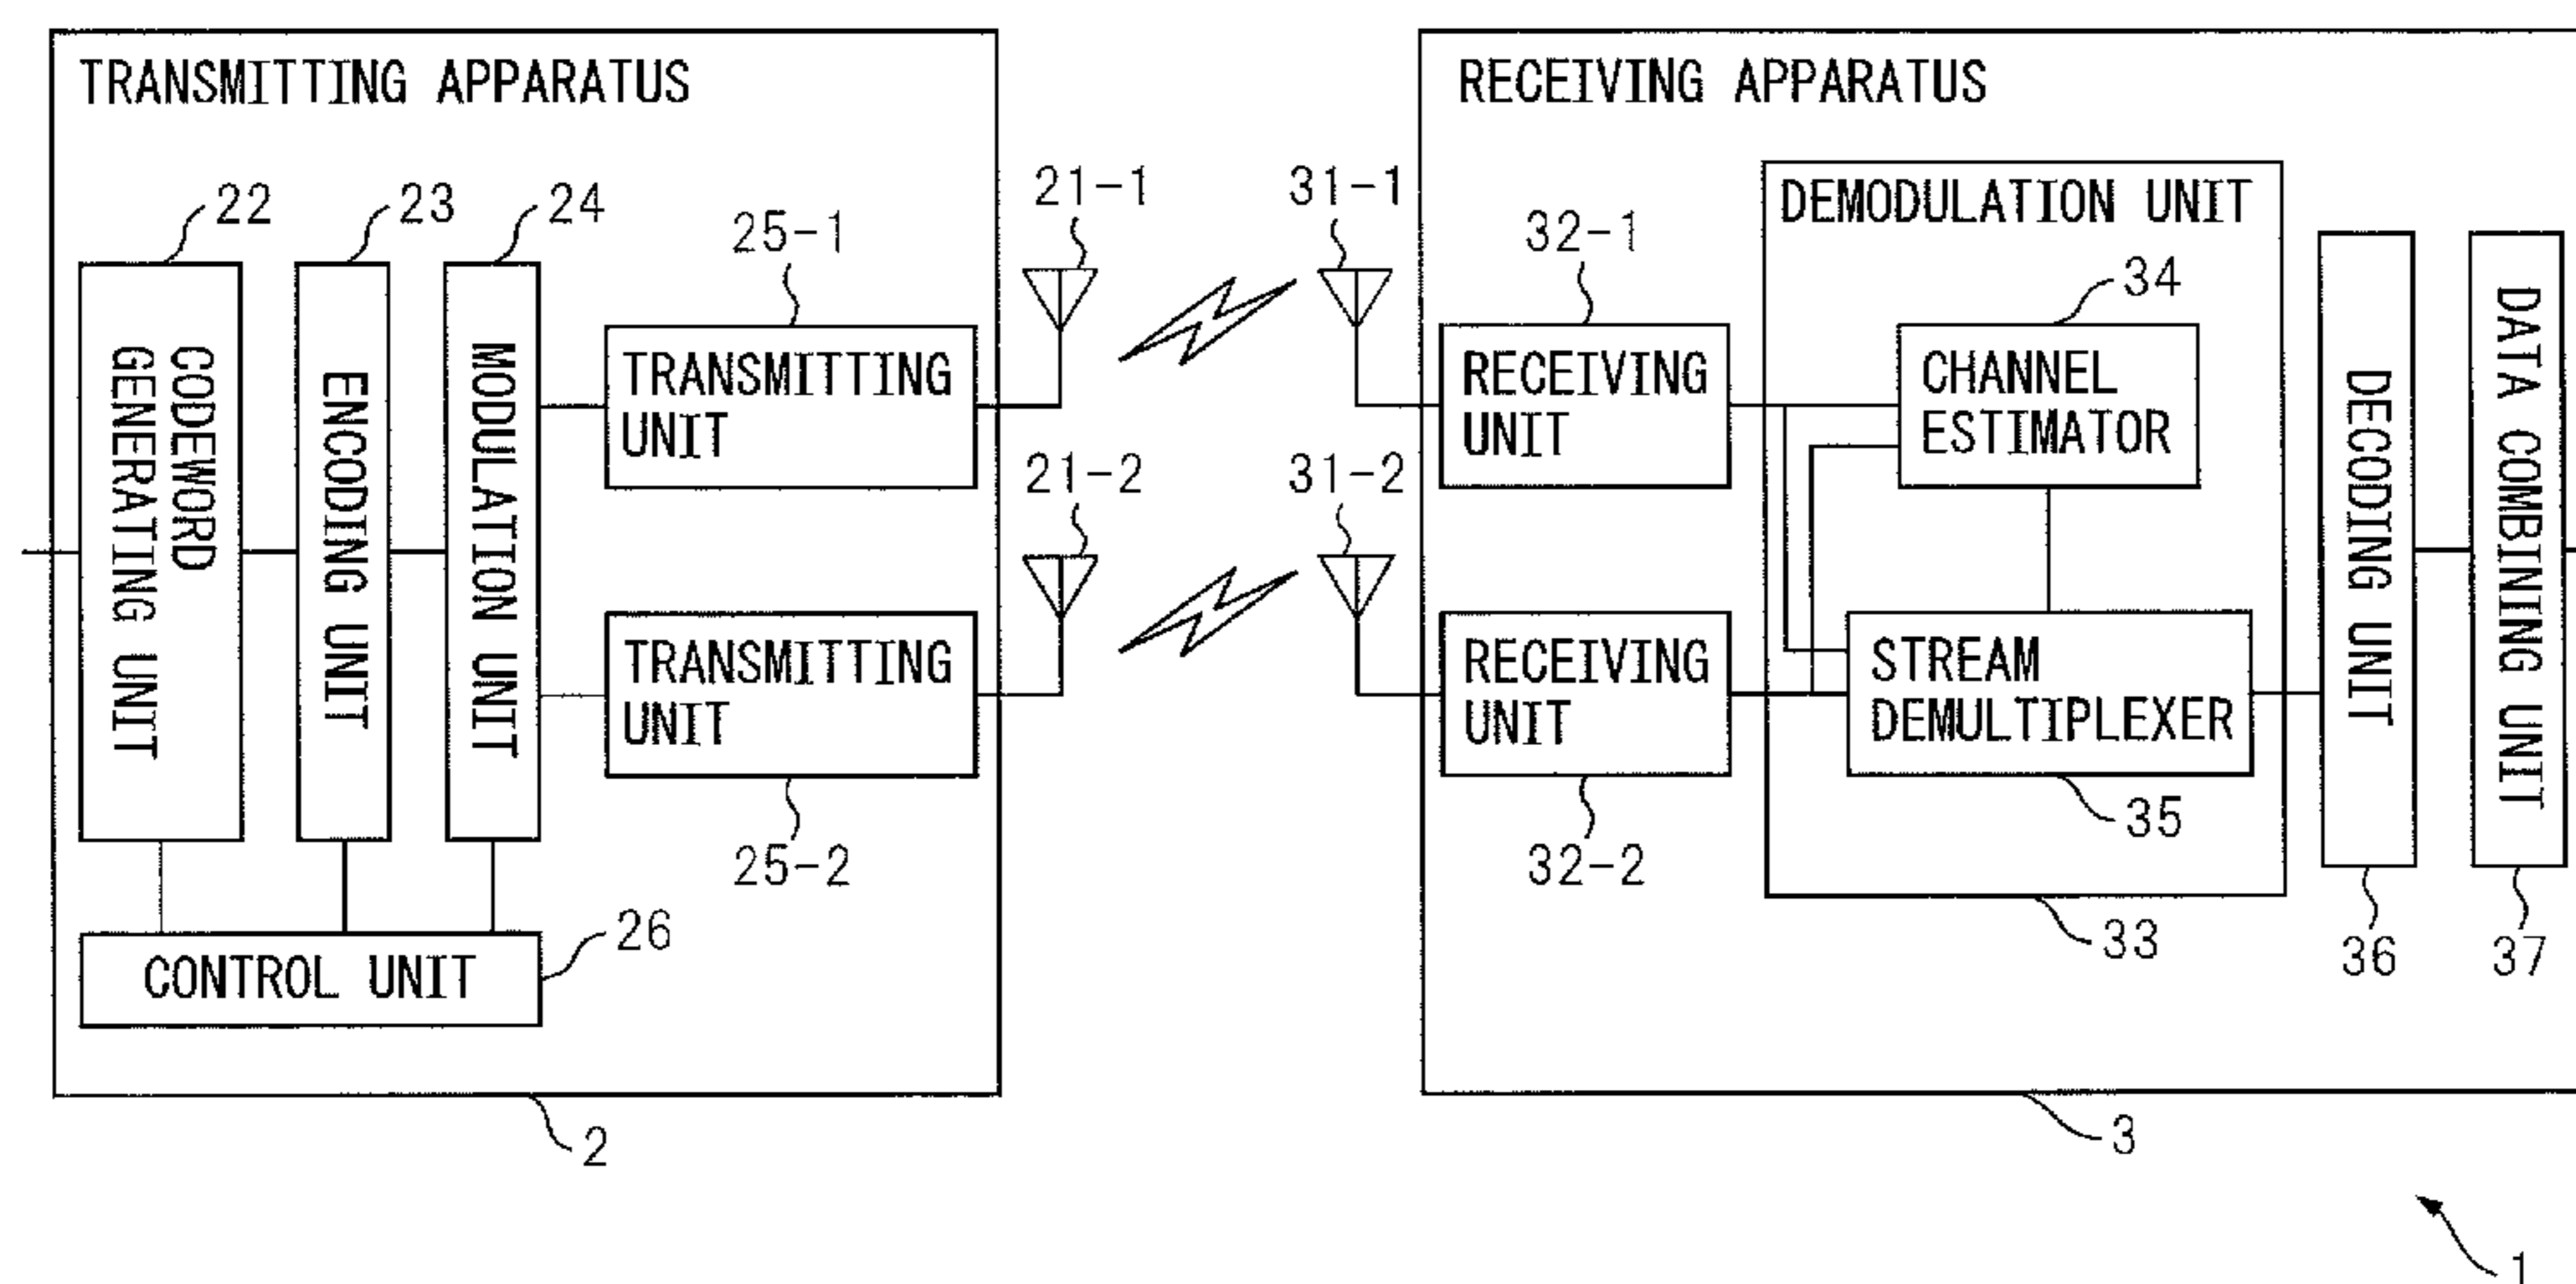 TRANSMITTING APPARATUS
22
23
24
25-1
21-1
CODEWORD
GENERATING UNIT
ENCODING UNIT
MODULATION UNIT
TRANSMITTING
UNIT
21-2
TRANSMITTING
UNIT
25-2
CONTROL UNIT
26
2
RECEIVING APPARATUS
31-1
32-1
DEMODULATION UNIT
34
RECEIVING
UNIT
CHANNEL
ESTIMATOR
31-2
RECEIVING
UNIT
STREAM
DEMULTIPLEXER
DECODING UNIT
DATA COMBINING UNIT
35
32-2
33
36
37
3
1